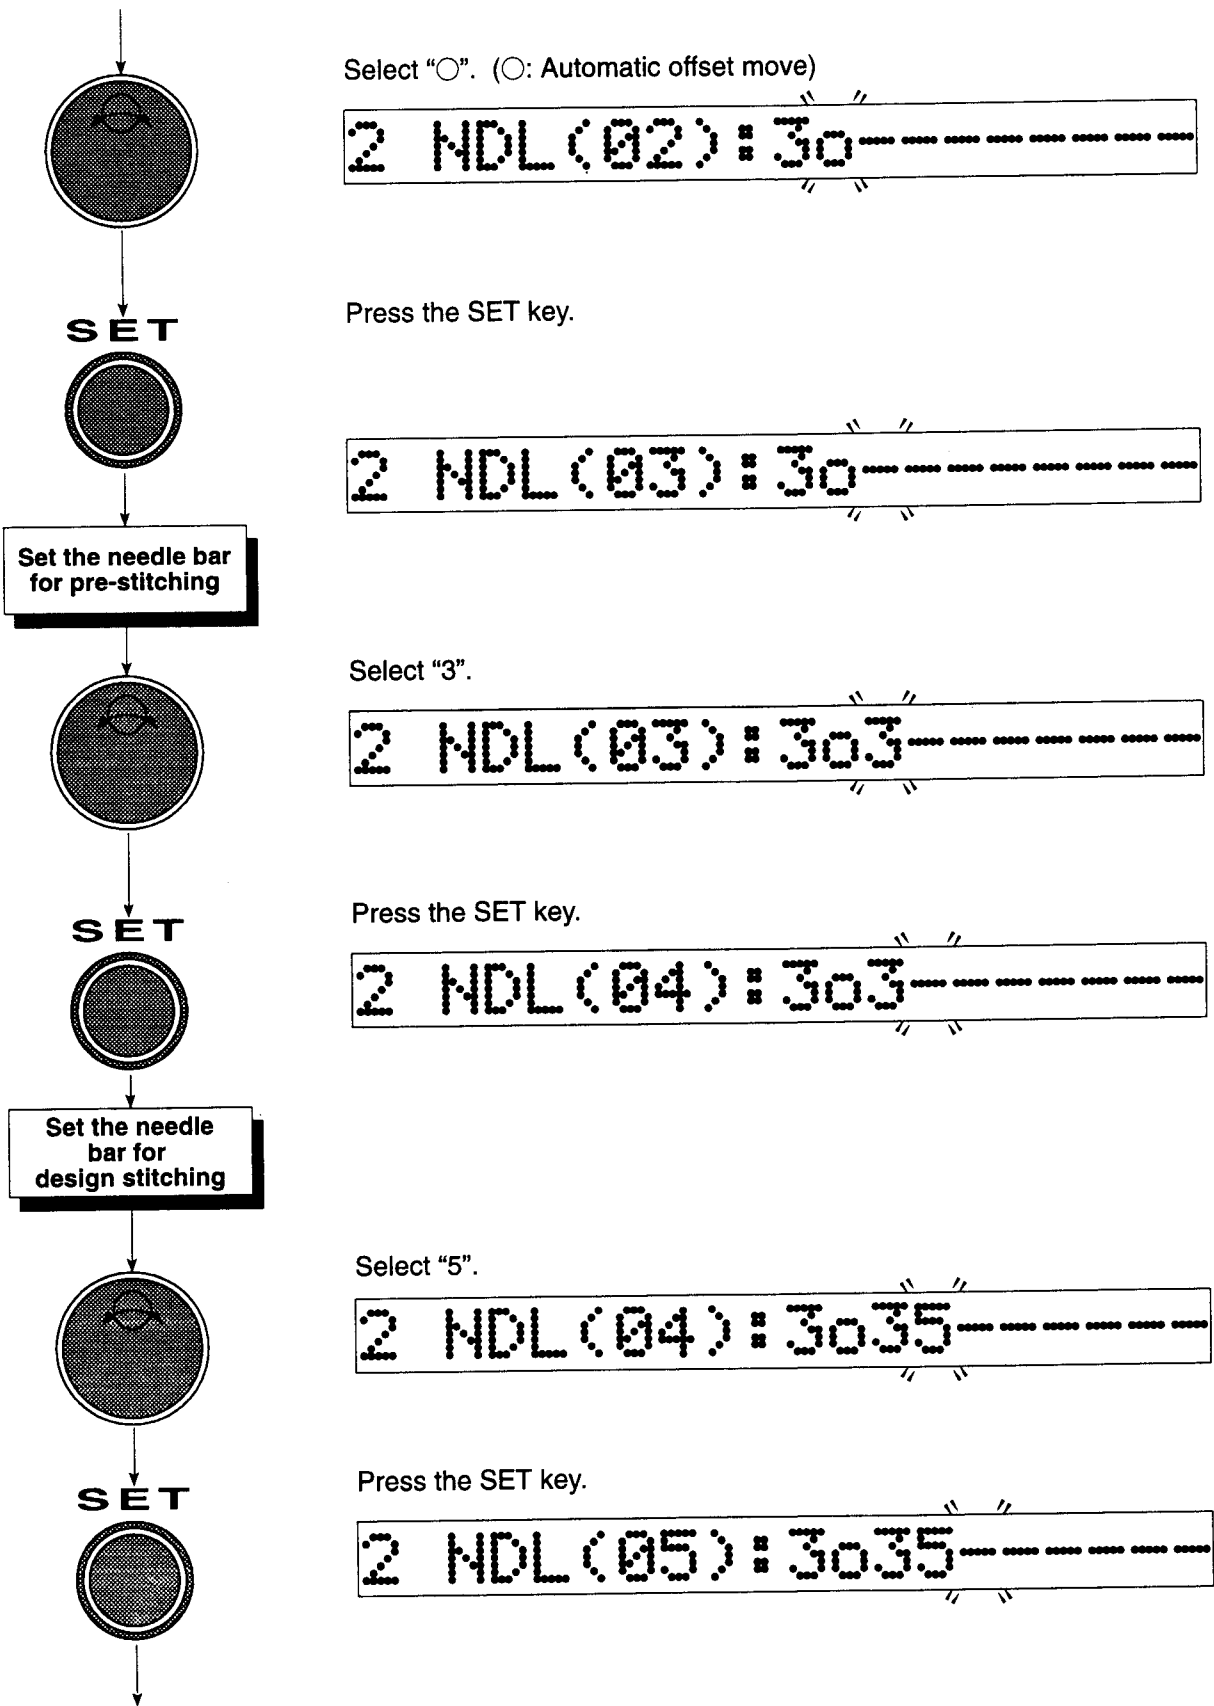 Select “○”. (○: Automatic offset move)
2 NDL(02):3o--------
SET
Press the SET key.
2 NDL(03):3o--------
Set the needle bar
for pre-stitching
Select “3”.
2 NDL(03):3o3-------
SET
Press the SET key.
2 NDL(04):3o3-------
Set the needle
bar for
design stitching
Select “5”.
2 NDL(04):3o35------
SET
Press the SET key.
2 NDL(05):3o35------